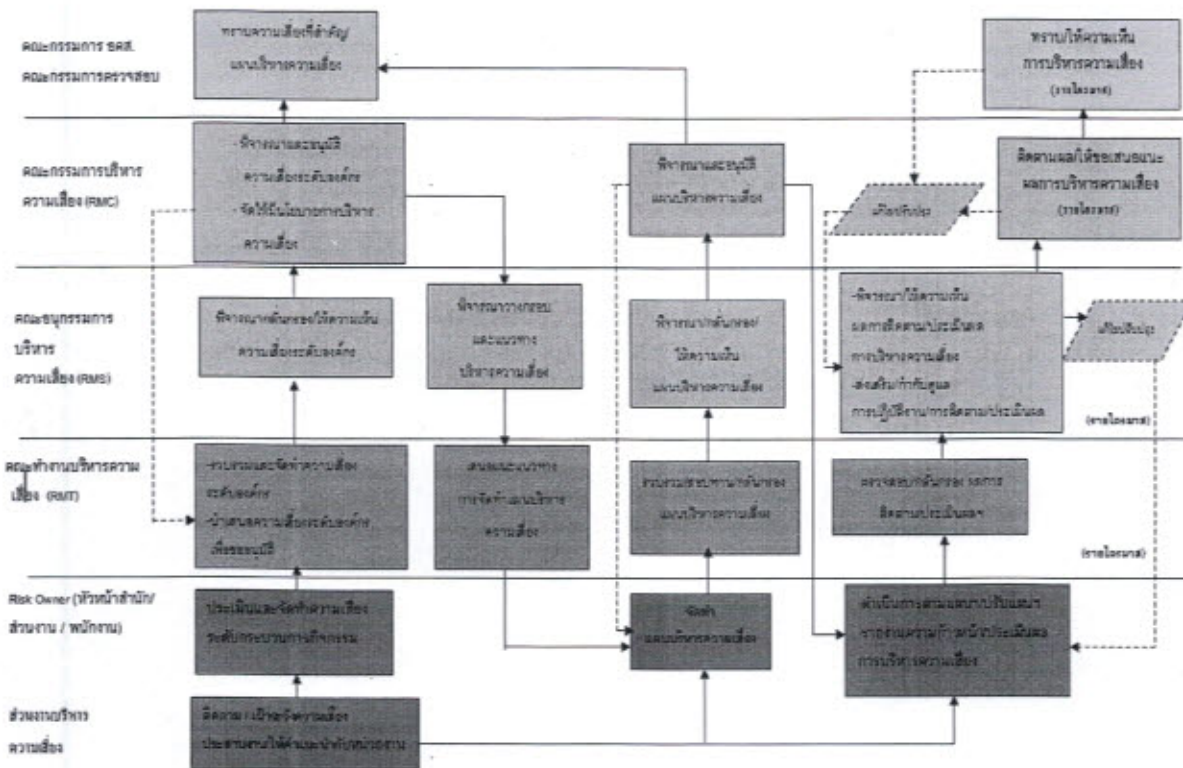 คณะกรรมการ อคส.
คณะกรรมการตรวจสอบ
ทราบความเสี่ยงที่สำคัญ/
แผนบริหารความเสี่ยง
ทราบ/ให้ความเห็น
การบริหารความเสี่ยง
(รายไตรมาส)
คณะกรรมการบริหาร
ความเสี่ยง (RMC)
-พิจารณาและอนุมัติ
ความเสี่ยงระดับองค์กร
-จัดให้มีนโยบายการบริหาร
ความเสี่ยง
พิจารณาและอนุมัติ
แผนบริหารความเสี่ยง
แก้ไขปรับปรุง
ติดตามผล/ให้ขอเสนอแนะ
ผลการบริหารความเสี่ยง
(รายไตรมาส)
คณะอนุกรรมการ
บริหาร
ความเสี่ยง (RMS)
พิจารณากลั่นกรอง/ให้ความเห็น
ความเสี่ยงระดับองค์กร
พิจารณาวางกรอบ
และแนวทาง
บริหารความเสี่ยง
พิจารณา/กลั่นกรอง/
ให้ความเห็น
แผนบริหารความเสี่ยง
-พิจารณา/ให้ความเห็น
ผลการติดตาม/ประเมินผล
การบริหารความเสี่ยง
-ส่งเสริม/กำกับดูแล
การปฏิบัติงาน/การติดตาม/ประเมินผล
แก้ไขปรับปรุง
(รายไตรมาส)
คณะทำงานบริหารความ
เสี่ยง (RMT)
-รวบรวมและจัดทำความเสี่ยง
ระดับองค์กร
-นำเสนอความเสี่ยงระดับองค์กร
เพื่อขออนุมัติ
เสนอแนะแนวทาง
การจัดทำแผนบริหาร
ความเสี่ยง
รวบรวม/สอบทาน/กลั่นกรอง
แผนบริหารความเสี่ยง
ตรวจสอบ/กลั่นกรอง ผลการ
ติดตาม/ประเมินผลฯ
(รายไตรมาส)
Risk Owner (หัวหน้าสำนัก/
ส่วนงาน / พนักงาน)
ประเมินและจัดทำความเสี่ยง
ระดับกระบวนการกิจกรรม
จัดทำ
แผนบริหารความเสี่ยง
ดำเนินการตามแผนฯ/ปรับแผนฯ
-รายงานความก้าวหน้า/ประเมินผล
การบริหารความเสี่ยง
ส่วนงานบริหาร
ความเสี่ยง
ติดตาม / เฝ้าระวังความเสี่ยง
ประสานงาน/ให้คำแนะนำกับหน่วยงาน